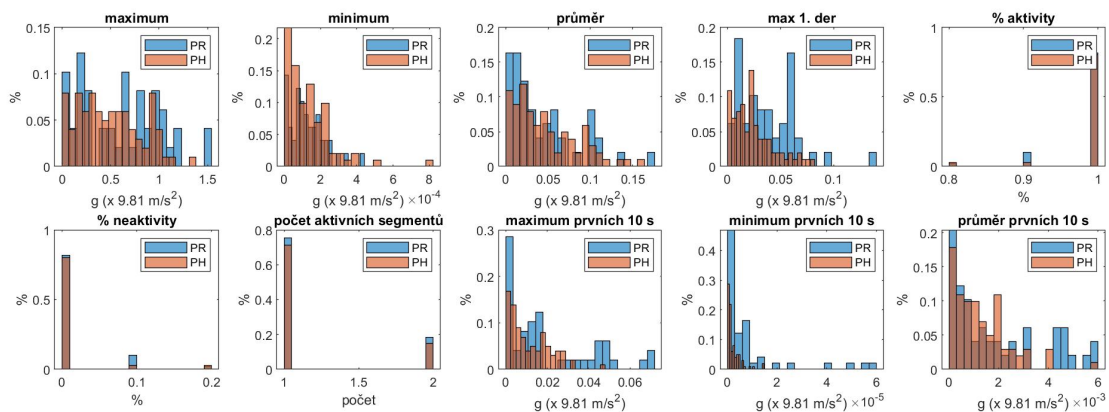 maximum
0.15
0.1
0.05
0
%
0 0.5 1 1.5
g (x 9.81 m/s²)
PR
PH
minimum
0.2
0.15
0.1
0.05
0
%
0 2 4 6 8
g (x 9.81 m/s²) ×10⁻⁴
PR
PH
průměr
0.2
0.15
0.1
0.05
0
%
0 0.05 0.1 0.15
g (x 9.81 m/s²)
PR
PH
max 1. der
0.2
0.15
0.1
0.05
0
%
0 0.05 0.1
g (x 9.81 m/s²)
PR
PH
% aktivity
1
0.5
0
%
0.8 0.9 1
%
PR
PH
% neaktivity
1
0.5
0
%
0 0.1 0.2
%
PR
PH
počet aktivních segmentů
0.8
0.6
0.4
0.2
0
%
1 1.5 2
počet
PR
PH
maximum prvních 10 s
0.3
0.2
0.1
0
%
0 0.02 0.04 0.06
g (x 9.81 m/s²)
PR
PH
minimum prvních 10 s
0.4
0.3
0.2
0.1
0
%
0 2 4 6
g (x 9.81 m/s²) ×10⁻⁵
PR
PH
průměr prvních 10 s
0.2
0.15
0.1
0.05
0
%
0 2 4 6
g (x 9.81 m/s²) ×10⁻³
PR
PH